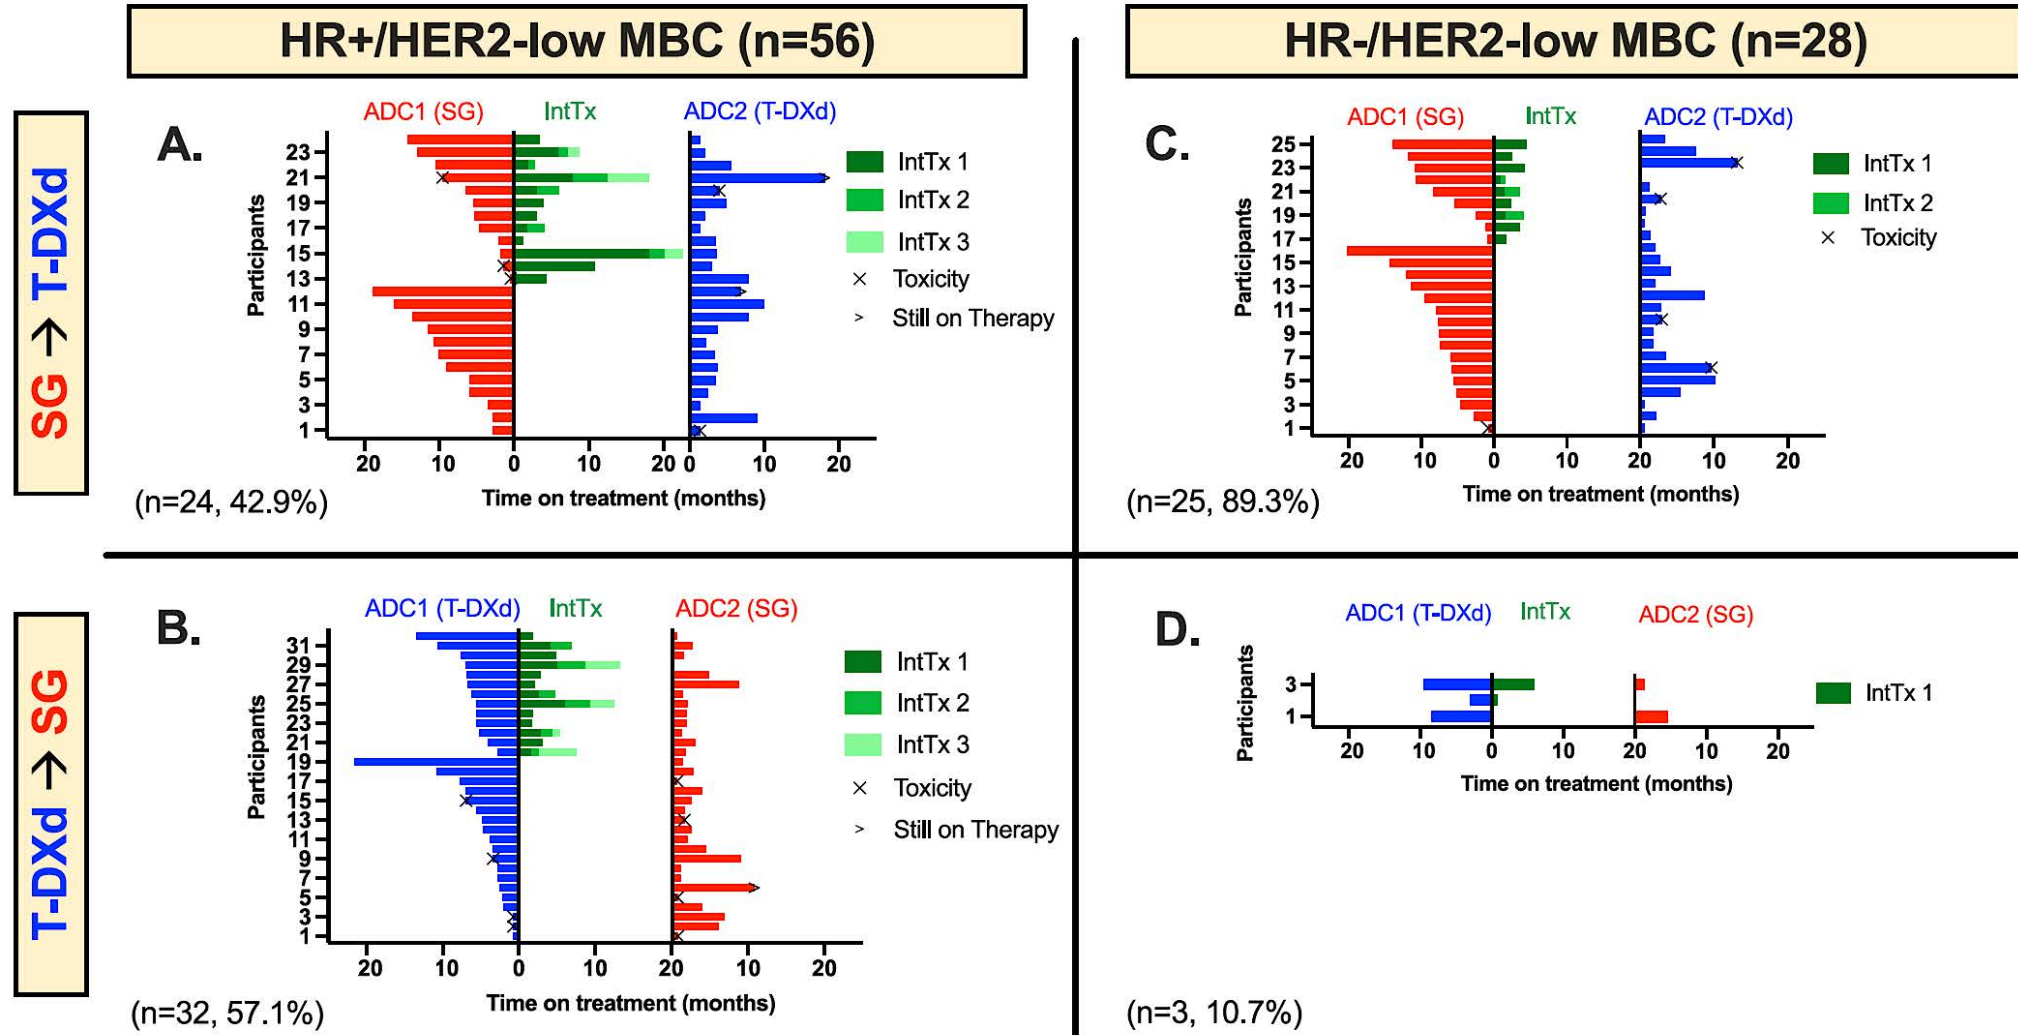 HR+/HER2-low MBC (n=56)
HR-/HER2-low MBC (n=28)
SG → T-DXd
A.
ADC1 (SG) IntTx ADC2 (T-DXd)
Participants
23
21
19
17
15
13
11
9
7
5
3
1
20 10 0 10 20 0 10 20
Time on treatment (months)
IntTx 1
IntTx 2
IntTx 3
× Toxicity
> Still on Therapy
(n=24, 42.9%)
C.
ADC1 (SG) IntTx ADC2 (T-DXd)
Participants
25
23
21
19
17
15
13
11
9
7
5
3
1
20 10 0 10 20 10 20
Time on treatment (months)
IntTx 1
IntTx 2
× Toxicity
(n=25, 89.3%)
T-DXd → SG
B.
ADC1 (T-DXd) IntTx ADC2 (SG)
Participants
31
29
27
25
23
21
19
17
15
13
11
9
7
5
3
1
20 10 0 10 20 10 20
Time on treatment (months)
IntTx 1
IntTx 2
IntTx 3
× Toxicity
> Still on Therapy
(n=32, 57.1%)
D.
ADC1 (T-DXd) IntTx ADC2 (SG)
Participants
3
1
20 10 0 10 20 10 20
Time on treatment (months)
IntTx 1
(n=3, 10.7%)